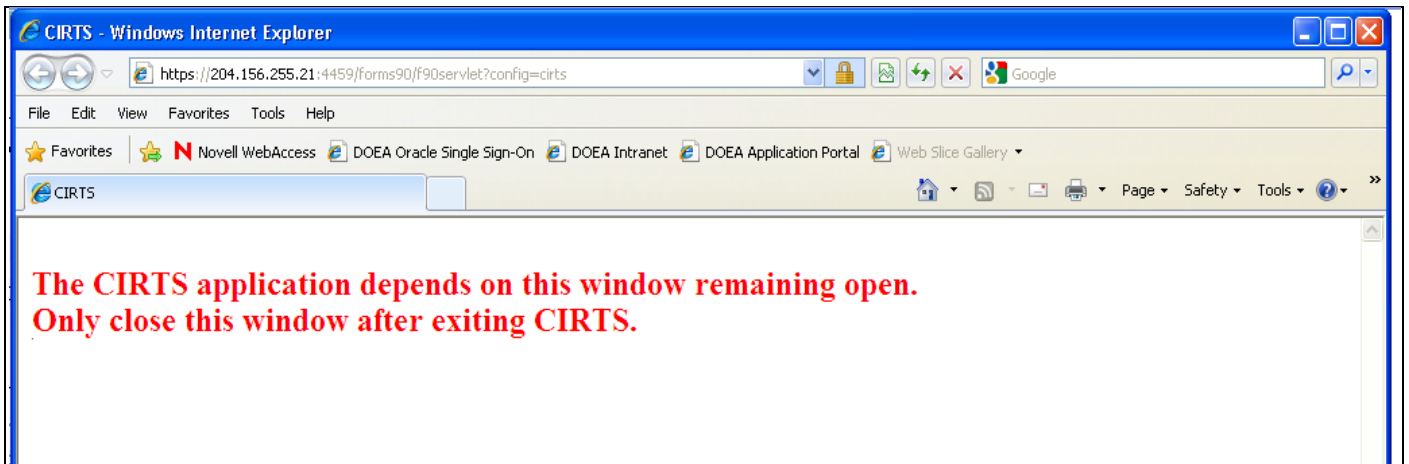 CIRTS - Windows Internet Explorer
https://204.156.255.21:4459/forms90/f90servlet?config=cirts Google
File Edit View Favorites Tools Help
Favorites N Novell WebAccess DOEA Oracle Single Sign-On DOEA Intranet DOEA Application Portal Web Slice Gallery
CIRTS Page Safety Tools ? »
The CIRTS application depends on this window remaining open.
Only close this window after exiting CIRTS.